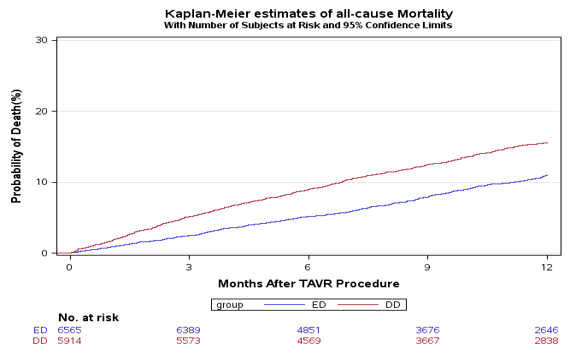 Kaplan-Meier estimates of all-cause Mortality
With Number of Subjects at Risk and 95% Confidence Limits
30
20
10
0
Probability of Death(%)
0 3 6 9 12
Months After TAVR Procedure
group ED DD
No. at risk
ED 6565 6389 4851 3676 2646
DD 5914 5573 4569 3667 2838